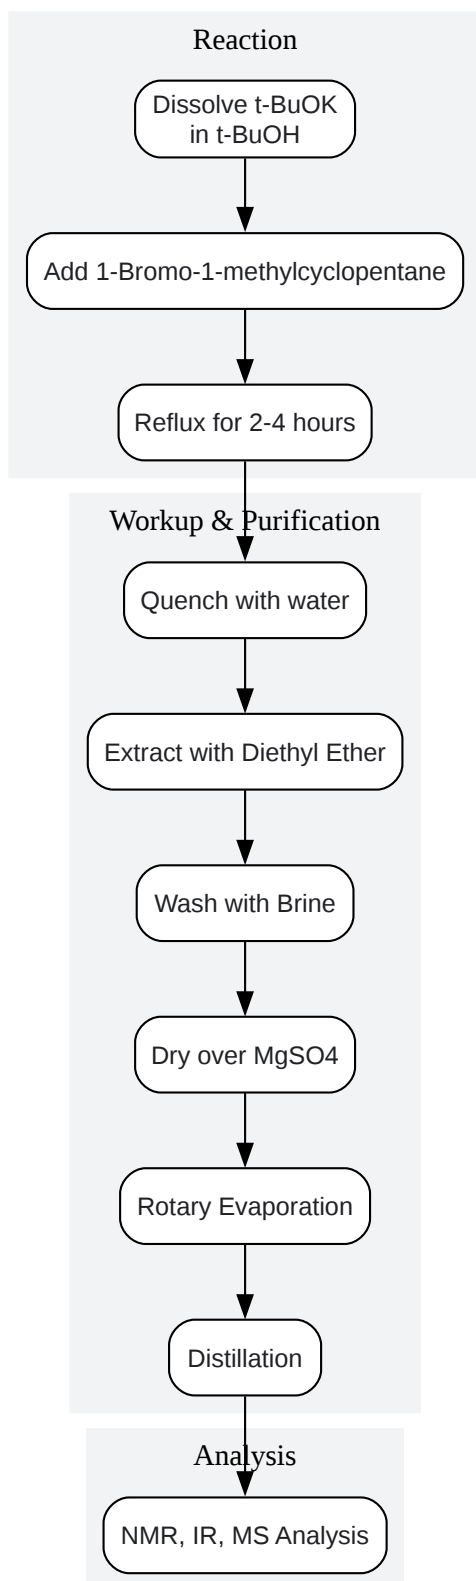 Reaction
Dissolve t-BuOK
in t-BuOH
Add 1-Bromo-1-methylcyclopentane
Reflux for 2-4 hours
Workup & Purification
Quench with water
Extract with Diethyl Ether
Wash with Brine
Dry over MgSO4
Rotary Evaporation
Distillation
Analysis
NMR, IR, MS Analysis